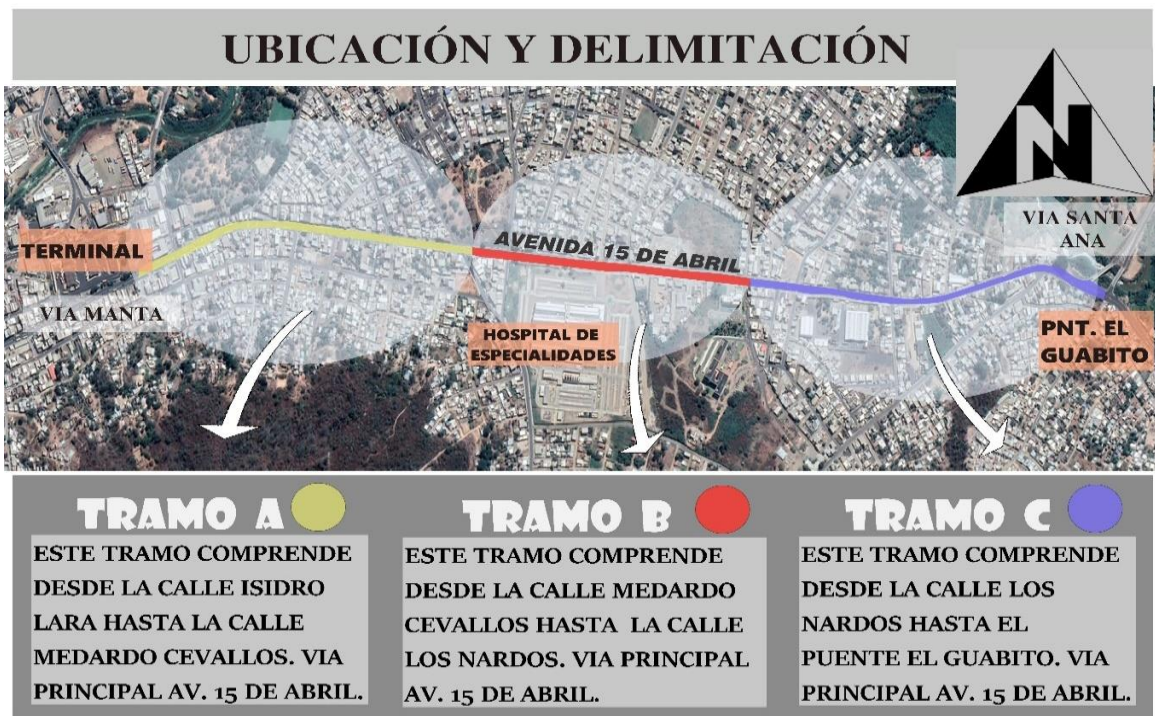 UBICACIÓN Y DELIMITACIÓN
N
VIA SANTA
ANA
TERMINAL
AVENIDA 15 DE ABRIL
VIA MANTA
HOSPITAL DE
ESPECIALIDADES
PNT. EL
GUABITO
TRAMO A
ESTE TRAMO COMPRENDE
DESDE LA CALLE ISIDRO
LARA HASTA LA CALLE
MEDARDO CEVALLOS. VIA
PRINCIPAL AV. 15 DE ABRIL.
TRAMO B
ESTE TRAMO COMPRENDE
DESDE LA CALLE MEDARDO
CEVALLOS HASTA LA CALLE
LOS NARDOS. VIA PRINCIPAL
AV. 15 DE ABRIL.
TRAMO C
ESTE TRAMO COMPRENDE
DESDE LA CALLE LOS
NARDOS HASTA EL
PUENTE EL GUABITO. VIA
PRINCIPAL AV. 15 DE ABRIL.